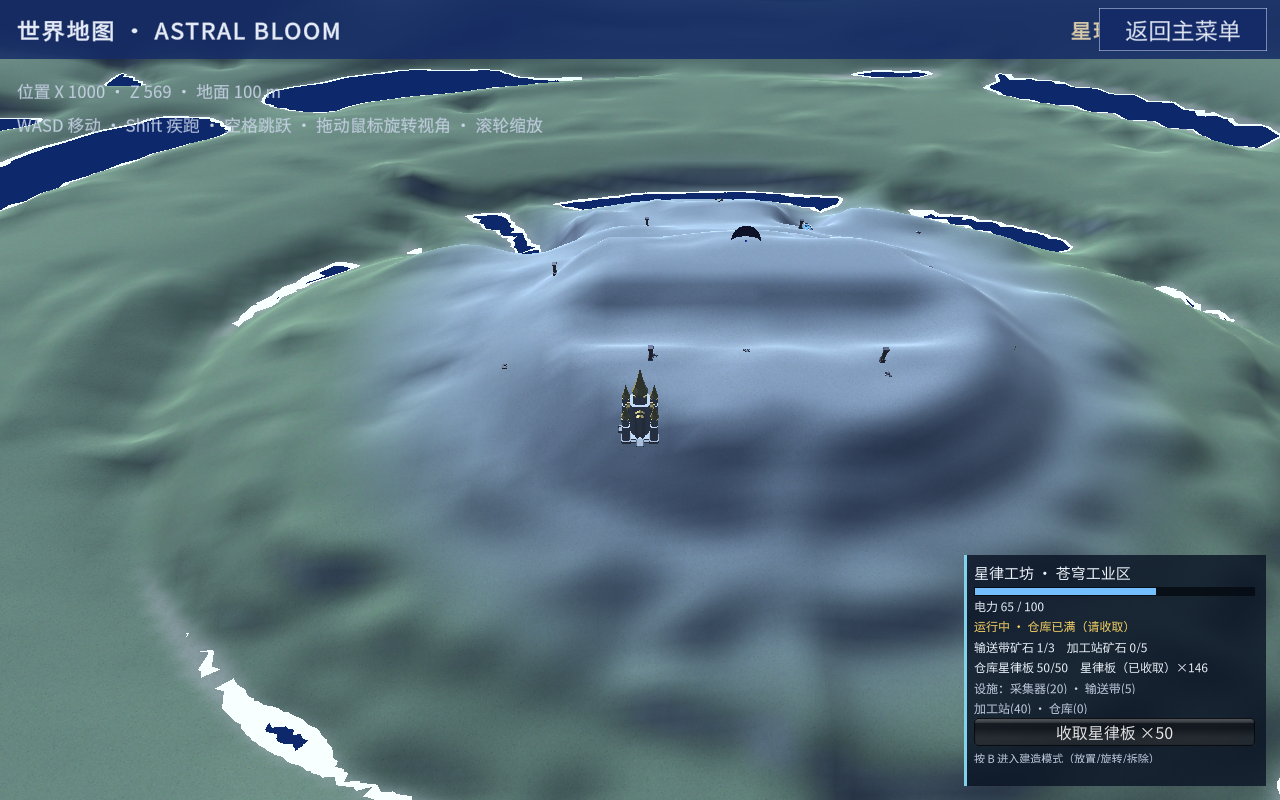 世界地图 · ASTRAL BLOOM
星
返回主菜单
位置 X 1000 · Z 569 · 地面 100 m
WASD 移动 · Shift 疾跑 · 空格跳跃 · 拖动鼠标旋转视角 · 滚轮缩放
星律工坊 · 苍穹工业区
电力 65 / 100
运行中 · 仓库已满（请收取）
输送带矿石 1/3 加工站矿石 0/5
仓库星律板 50/50 星律板（已收取）×146
设施：采集器(20) · 输送带(5)
加工站(40) · 仓库(0)
收取星律板 ×50
按 B 进入建造模式（放置/旋转/拆除）